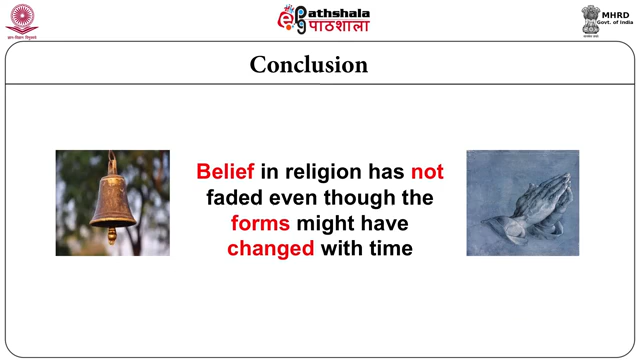 Pathshala
पाठशाला
MHRD
Govt. of India
Conclusion
Belief in religion has not
faded even though the
forms might have
changed with time